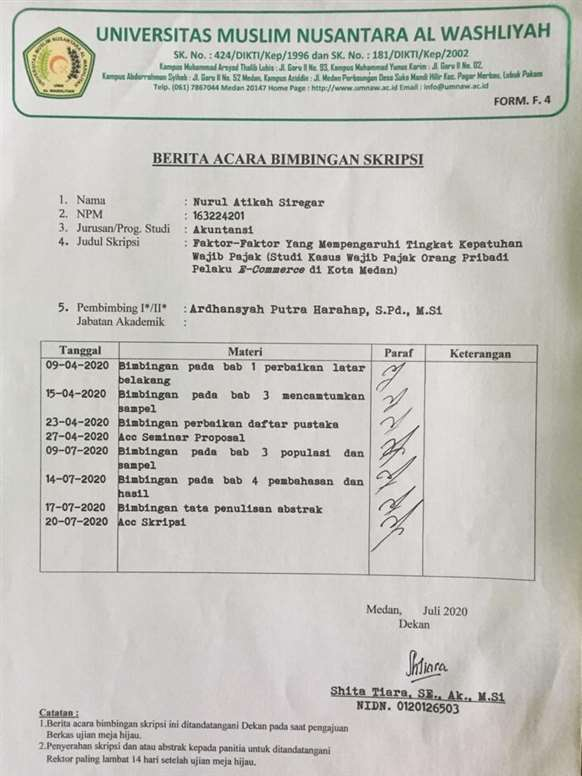 UNIVERSITAS MUSLIM NUSANTARA AL WASHLIYAH
SK. No. : 424/DIKTI/Kep/1996 dan SK. No. : 181/DIKTI/Kep/2002
Kampus Muhammad Arsyad Thalib Lubis : Jl. Garu II No. 93, Kampus Muhammad Yunus Karim : Jl. Garu II No. 02,
Kampus Abdurrahman Syihab : Jl. Garu II No. 52 Medan, Kampus Aziddin : Jl. Medan Perbaungan Desa Suka Mandi Hilir Kec. Pagar Merbau, Lubuk Pakam
Telp. (061) 7867044 Medan 20147 Home Page : http://www.umnaw.ac.id Email : info@umnaw.ac.id
FORM. F. 4
BERITA ACARA BIMBINGAN SKRIPSI
1. Nama : Nurul Atikah Siregar
2. NPM : 163224201
3. Jurusan/Prog. Studi : Akuntansi
4. Judul Skripsi : Faktor-Faktor Yang Mempengaruhi Tingkat Kepatuhan
Wajib Pajak (Studi Kasus Wajib Pajak Orang Pribadi
Pelaku E-Commerce di Kota Medan)
5. Pembimbing I*/II* : Ardhansyah Putra Harahap, S.Pd., M.Si
Jabatan Akademik :
Tanggal Materi Paraf Keterangan
09-04-2020 Bimbingan pada bab 1 perbaikan latar
belakang
15-04-2020 Bimbingan pada bab 3 mencamtumkan
sampel
23-04-2020 Bimbingan perbaikan daftar pustaka
27-04-2020 Acc Seminar Proposal
09-07-2020 Bimbingan pada bab 3 populasi dan
sampel
14-07-2020 Bimbingan pada bab 4 pembahasan dan
hasil
17-07-2020 Bimbingan tata penulisan abstrak
20-07-2020 Acc Skripsi
Medan, Juli 2020
Dekan
Shita Tiara, SE., Ak., M.Si
NIDN. 0120126503
Catatan :
1.Berita acara bimbingan skripsi ini ditandatangani Dekan pada saat pengajuan
Berkas ujian meja hijau.
2.Penyerahan skripsi dan atau abstrak kepada panitia untuk ditandatangani
Rektor paling lambat 14 hari setelah ujian meja hijau.